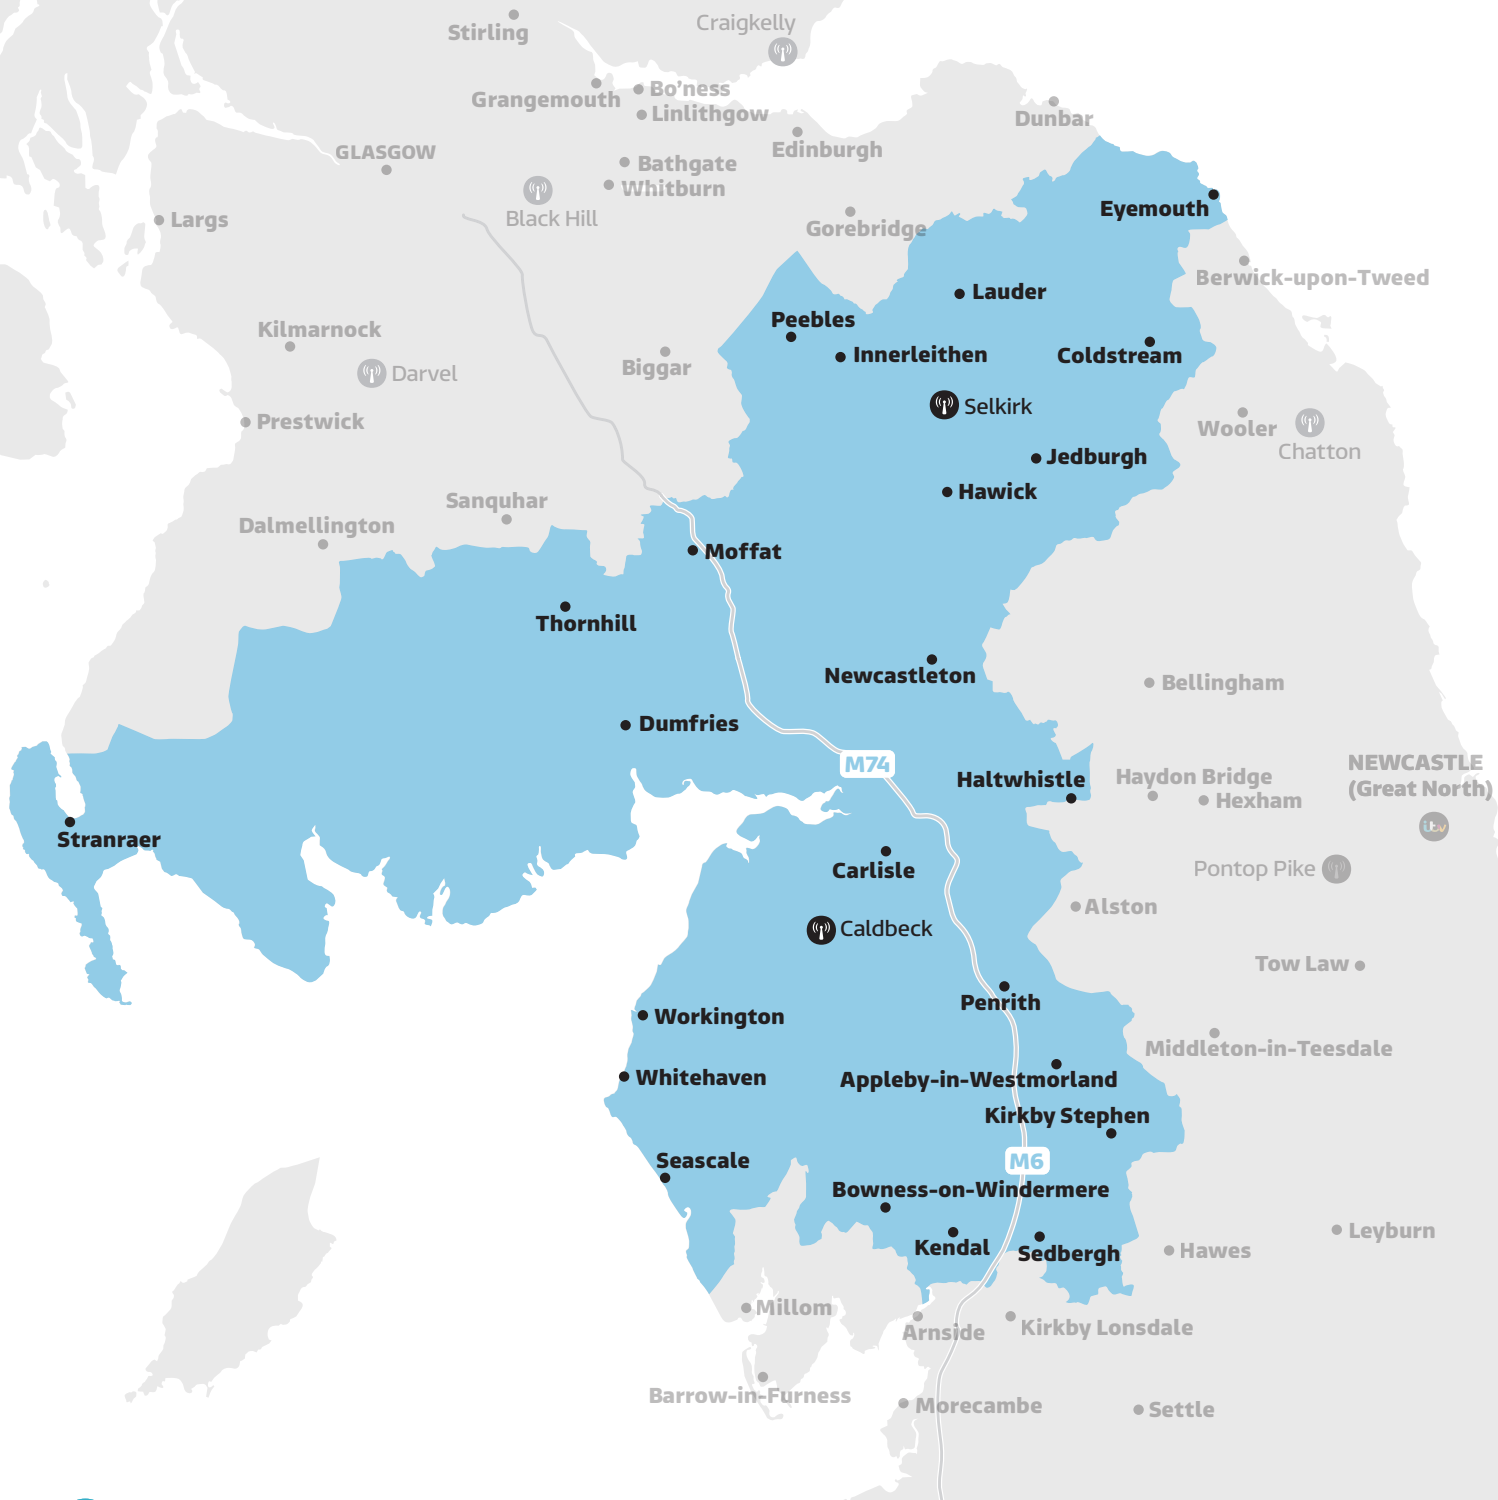 Craigkelly
Stirling
Bo’ness
Grangemouth
Linlithgow
Dunbar
Edinburgh
GLASGOW
Bathgate
Whitburn
Black Hill
Largs
Eyemouth
Gorebridge
Berwick-upon-Tweed
Lauder
Peebles
Kilmarnock
Innerleithen
Coldstream
Biggar
Darvel
Selkirk
Prestwick
Wooler
Chatton
Jedburgh
Hawick
Sanquhar
Dalmellington
Moffat
Thornhill
Newcastleton
Bellingham
Dumfries
M74
NEWCASTLE
(Great North)
Haltwhistle
Haydon Bridge
Hexham
itv
Stranraer
Carlisle
Pontop Pike
Alston
Caldbeck
Tow Law
Penrith
Workington
Middleton-in-Teesdale
Whitehaven
Appleby-in-Westmorland
Kirkby Stephen
Seascale
M6
Bowness-on-Windermere
Leyburn
Kendal
Sedbergh
Hawes
Millom
Arnside
Kirkby Lonsdale
Barrow-in-Furness
Morecambe
Settle